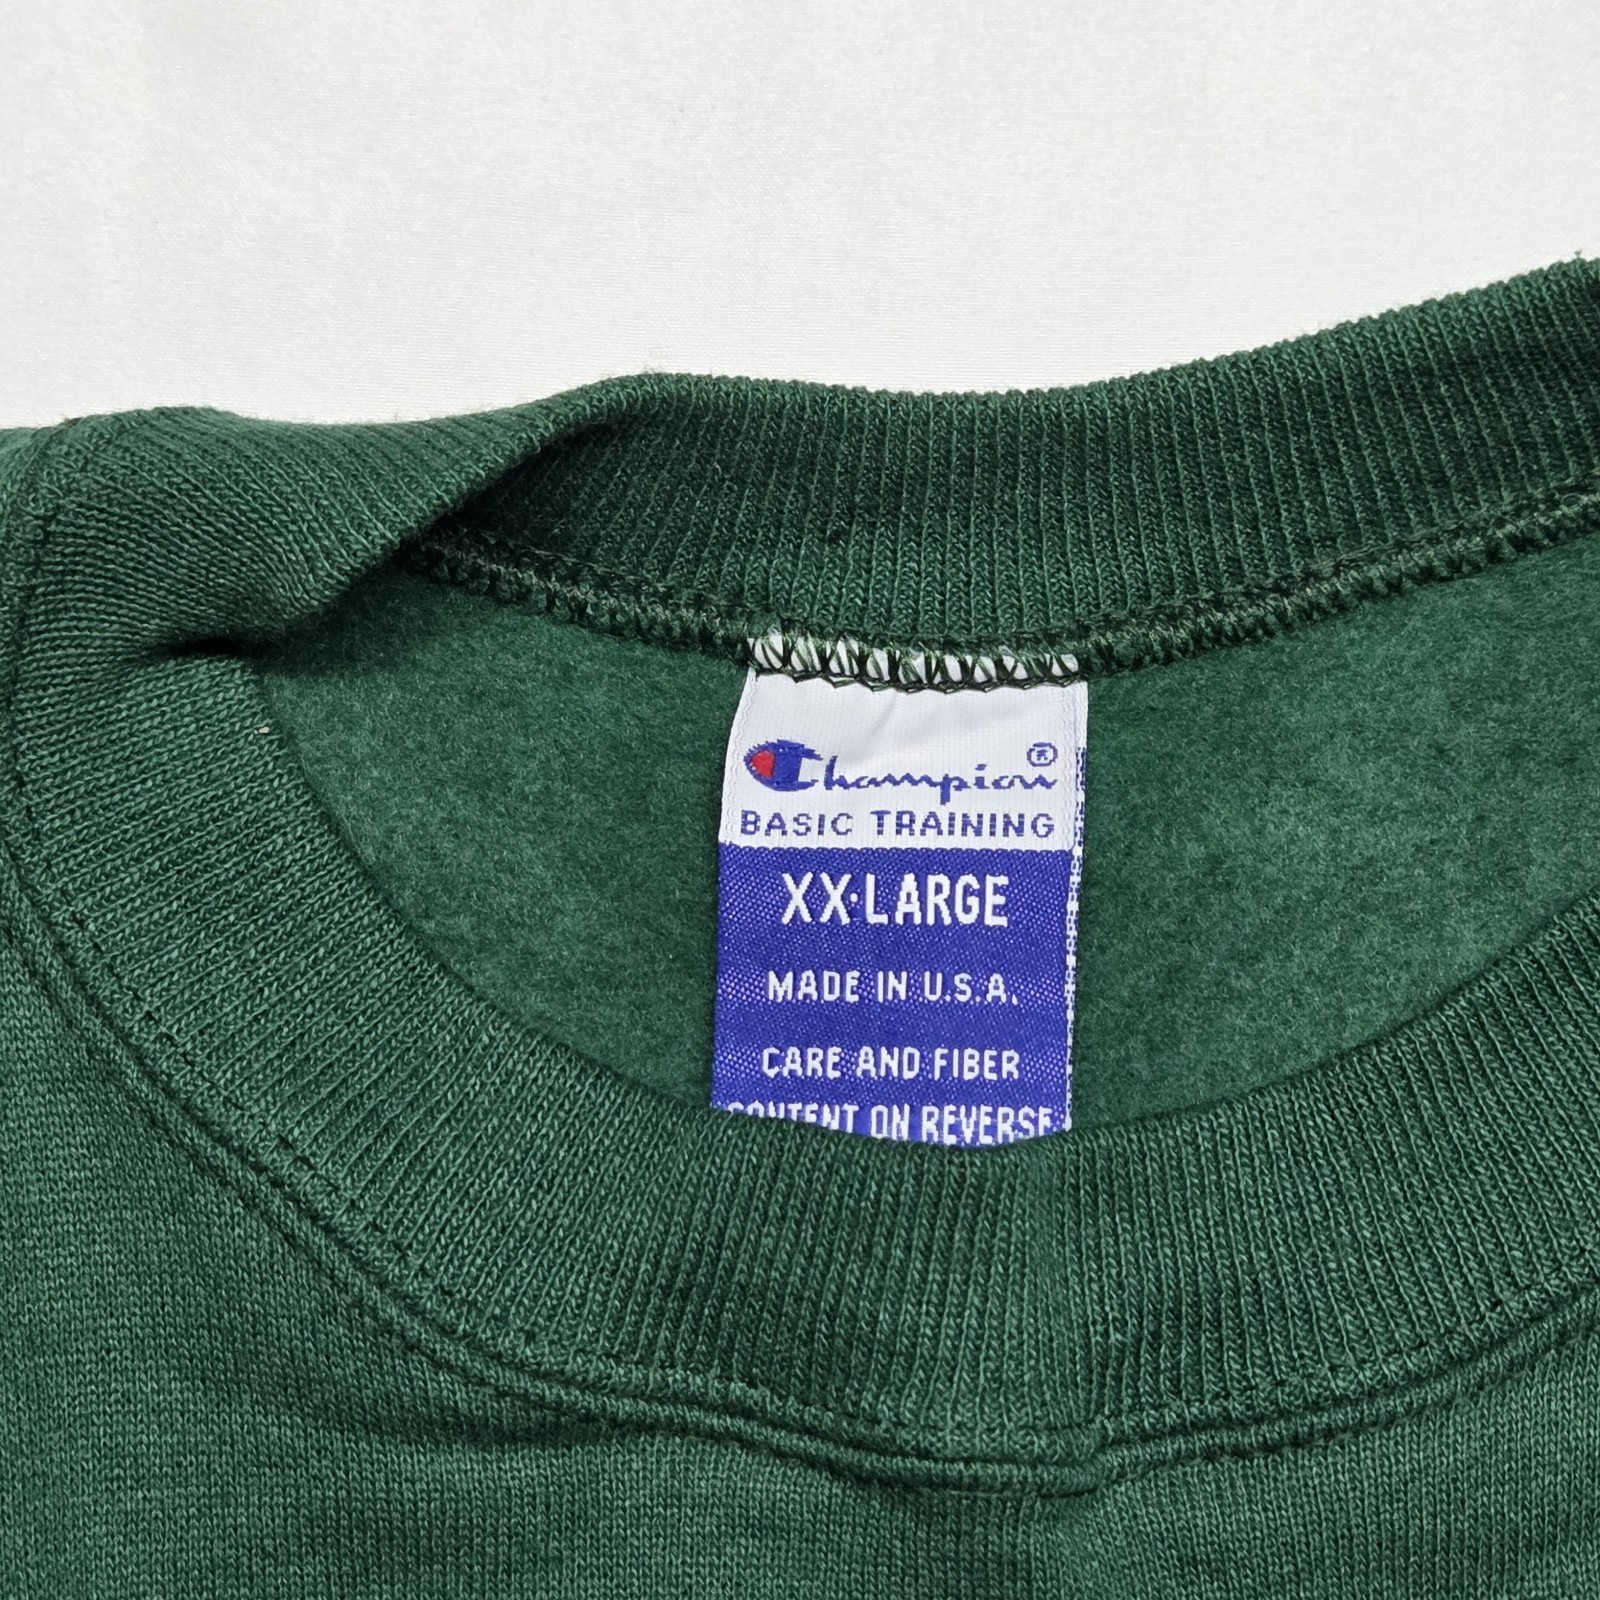 Champion®
BASIC TRAINING
XX-LARGE
MADE IN U.S.A.
CARE AND FIBER
CONTENT ON REVERSE